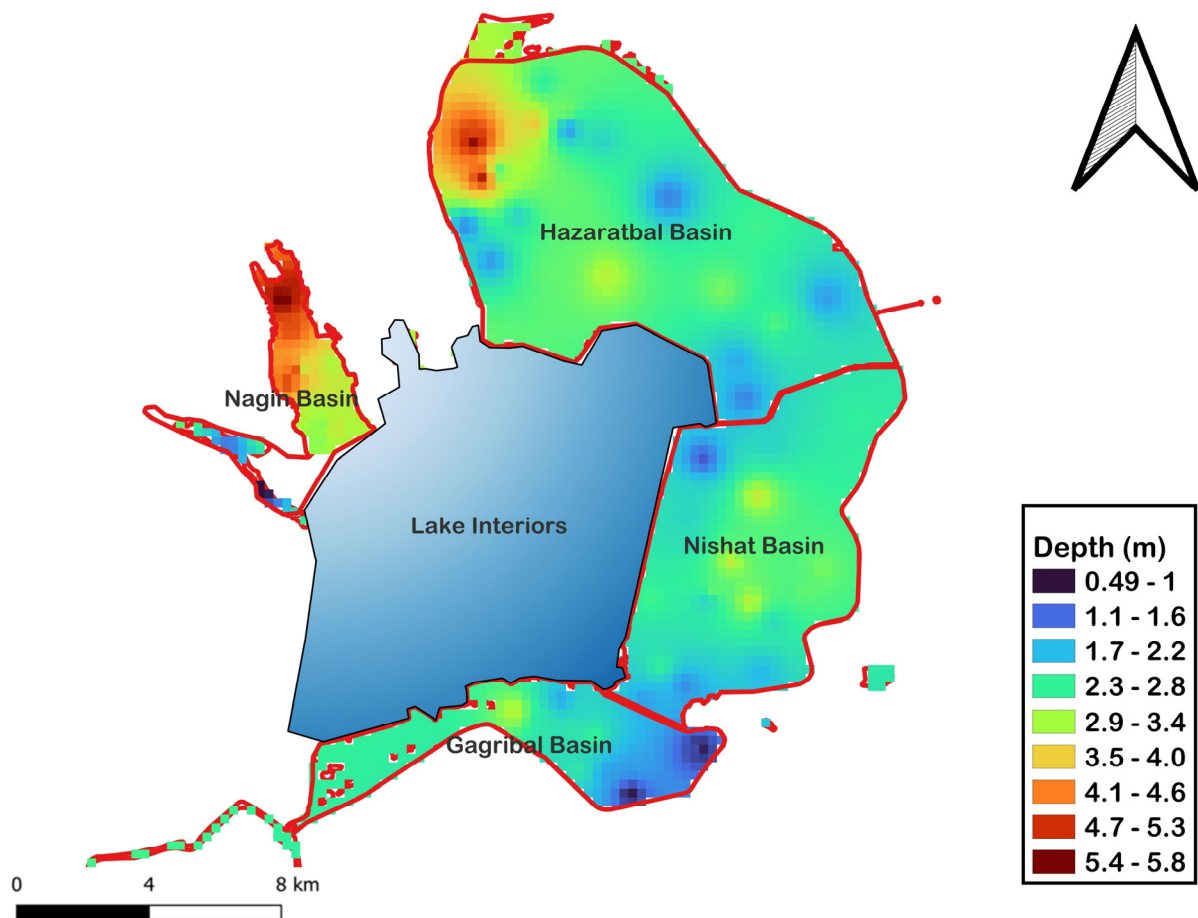 Hazaratbal Basin
Nagin Basin
Lake Interiors
Nishat Basin
Gagribal Basin
Depth (m)
0.49 - 1
1.1 - 1.6
1.7 - 2.2
2.3 - 2.8
2.9 - 3.4
3.5 - 4.0
4.1 - 4.6
4.7 - 5.3
5.4 - 5.8
0 4 8 km